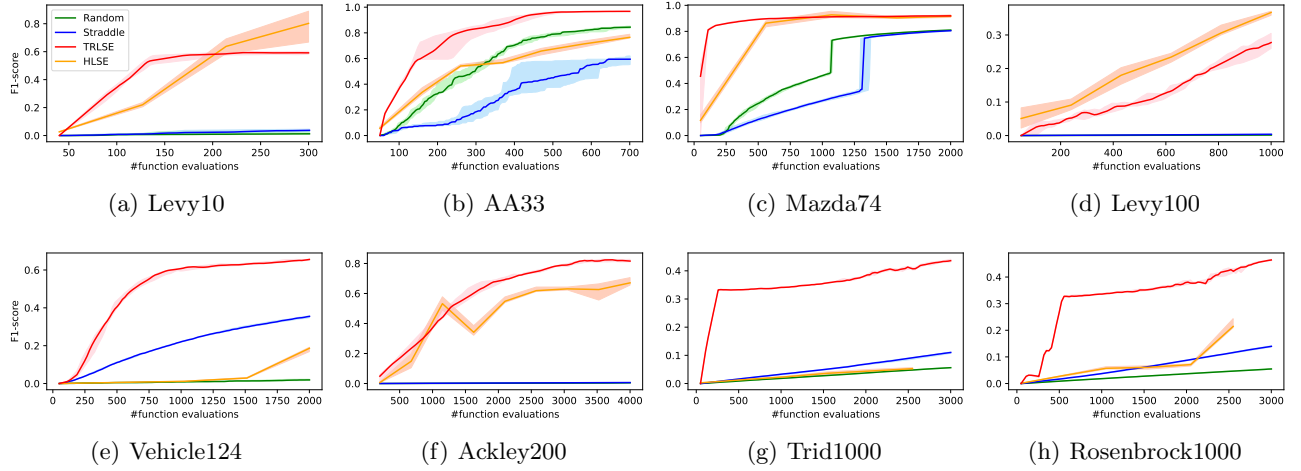 Random
Straddle
TRLSE
HLSE
F1-score
0.8
0.6
0.4
0.2
0.0
50 100 150 200 250 300
#function evaluations
(a) Levy10
1.0
0.8
0.6
0.4
0.2
0.0
100 200 300 400 500 600 700
#function evaluations
(b) AA33
1.0
0.8
0.6
0.4
0.2
0.0
0 250 500 750 1000 1250 1500 1750 2000
#function evaluations
(c) Mazda74
0.3
0.2
0.1
0.0
200 400 600 800 1000
#function evaluations
(d) Levy100
F1-score
0.6
0.4
0.2
0.0
0 250 500 750 1000 1250 1500 1750 2000
#function evaluations
(e) Vehicle124
0.8
0.6
0.4
0.2
0.0
500 1000 1500 2000 2500 3000 3500 4000
#function evaluations
(f) Ackley200
0.4
0.3
0.2
0.1
0.0
0 500 1000 1500 2000 2500 3000
#function evaluations
(g) Trid1000
0.4
0.3
0.2
0.1
0.0
0 500 1000 1500 2000 2500 3000
#function evaluations
(h) Rosenbrock1000